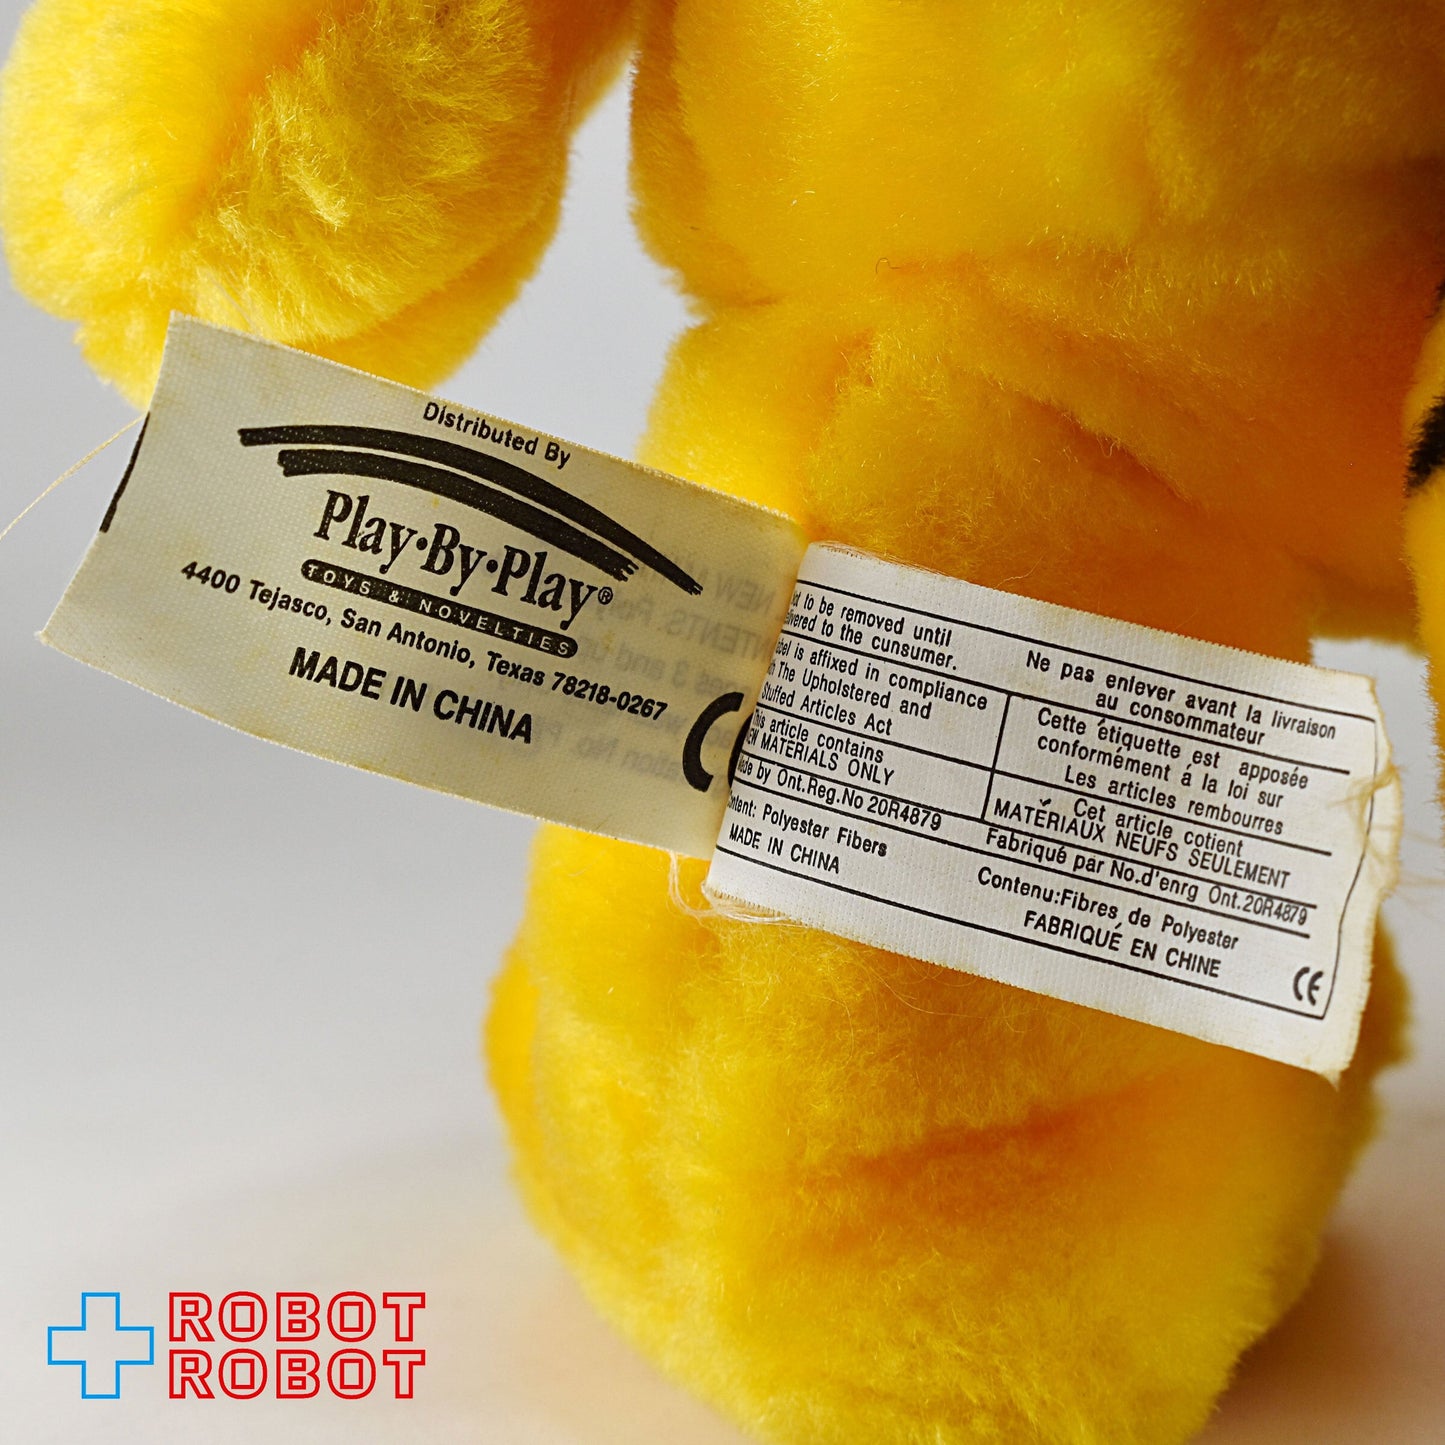 Distributed By
Play·By·Play®
TOYS & NOVELTIES
4400 Tejasco, San Antonio, Texas 78218-0267
MADE IN CHINA
to be removed until
to the cunsumer.
is affixed in compliance
The Upholstered and
Stuffed Articles Act
This article contains
MATERIALS ONLY
by Ont.Reg.No 20R4879
Polyester Fibers
MADE IN CHINA
Ne pas enlever avant la livraison
au consommateur
Cette étiquette est apposée
conformément á la loi sur
Les articles rembourres
Cet article cotient
MATÉRIAUX NEUFS SEULEMENT
Fabriqué par No.d'enrg Ont.20R4879
Contenu:Fibres de Polyester
FABRIQUÉ EN CHINE
CE
ROBOT
ROBOT